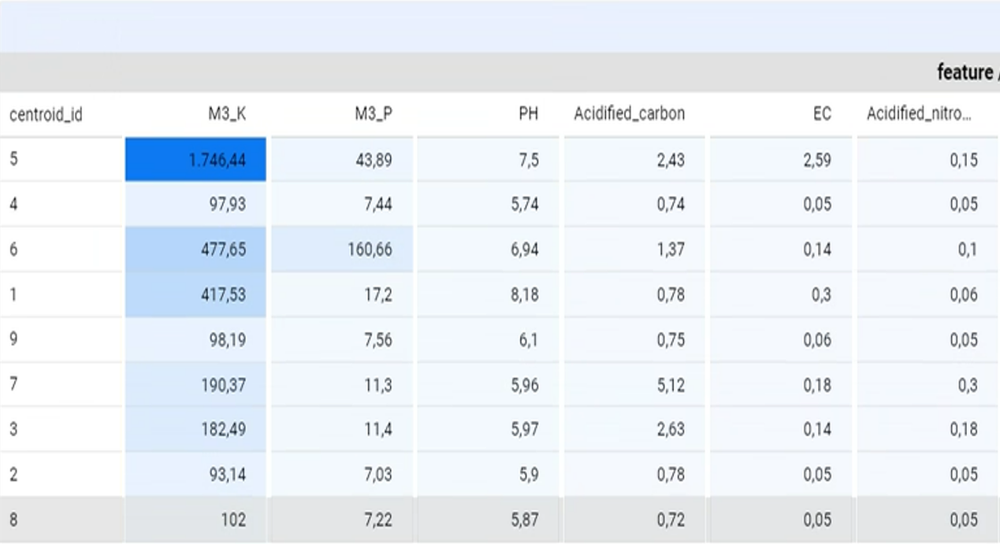 feature /
centroid_id M3_K M3_P PH Acidified_carbon EC Acidified_nitro...
5 1.746,44 43,89 7,5 2,43 2,59 0,15
4 97,93 7,44 5,74 0,74 0,05 0,05
6 477,65 160,66 6,94 1,37 0,14 0,1
1 417,53 17,2 8,18 0,78 0,3 0,06
9 98,19 7,56 6,1 0,75 0,06 0,05
7 190,37 11,3 5,96 5,12 0,18 0,3
3 182,49 11,4 5,97 2,63 0,14 0,18
2 93,14 7,03 5,9 0,78 0,05 0,05
8 102 7,22 5,87 0,72 0,05 0,05